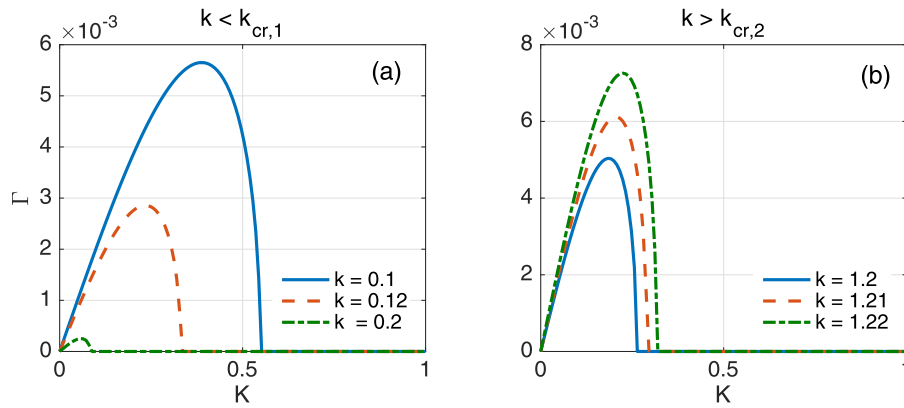 k < k_cr,1
×10^-3
(a)
6
5
4
3
2
1
0
Γ
k = 0.1
k = 0.12
k  = 0.2
0
0.5
1
K
k > k_cr,2
×10^-3
(b)
8
6
4
2
0
k = 1.2
k = 1.21
k = 1.22
0
0.5
1
K